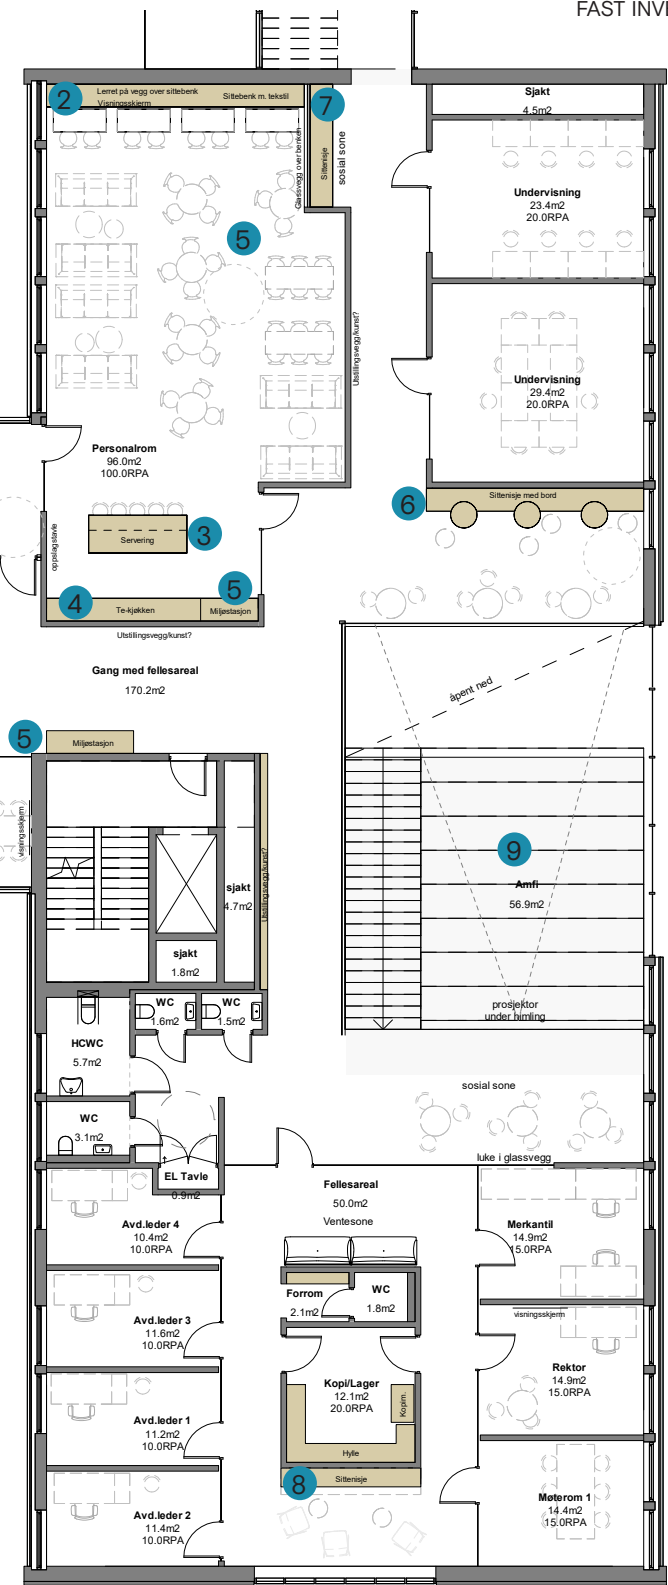 FAST INV
2
Lerret på vegg over sittebenk
Visningsskjerm
Sittebenk m. tekstil
7
Sittenisje
sosial sone
Glassvegg over benken
Sjakt
4.5m2
Undervisning
23.4m2
20.0RPA
5
Utstillingsvegg/kunst?
Undervisning
29.4m2
20.0RPA
Personalrom
96.0m2
100.0RPA
6
Sittenisje med bord
Servering
3
oppslagstavle
4
Te-kjøkken
5
Miljøstasjon
Utstillingsvegg/kunst?
Gang med fellesareal
170.2m2
åpent ned
5
Miljøstasjon
visningsskjerm
sjakt
4.7m2
Utstillingsvegg/kunst?
9
Amfi
56.9m2
sjakt
1.8m2
prosjektor
under himling
WC
1.6m2
WC
1.5m2
HCWC
5.7m2
WC
3.1m2
sosial sone
EL Tavle
0.9m2
luke i glassvegg
Fellesareal
50.0m2
Ventesone
Avd.leder 4
10.4m2
10.0RPA
Merkantil
14.9m2
15.0RPA
Forrom
2.1m2
WC
1.8m2
Avd.leder 3
11.6m2
10.0RPA
visningsskjerm
Rektor
14.9m2
15.0RPA
Kopi/Lager
12.1m2
20.0RPA
Kopim.
Avd.leder 1
11.2m2
10.0RPA
Hylle
8
Sittenisje
Avd.leder 2
11.4m2
10.0RPA
Møterom 1
14.4m2
15.0RPA